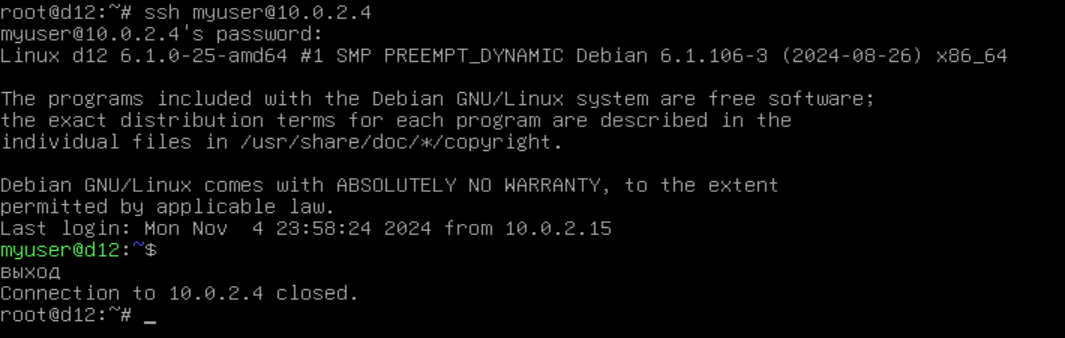 root@d12:~# ssh myuser@10.0.2.4
myuser@10.0.2.4's password:
Linux d12 6.1.0-25-amd64 #1 SMP PREEMPT_DYNAMIC Debian 6.1.106-3 (2024-08-26) x86_64
The programs included with the Debian GNU/Linux system are free software;
the exact distribution terms for each program are described in the
individual files in /usr/share/doc/*/copyright.
Debian GNU/Linux comes with ABSOLUTELY NO WARRANTY, to the extent
permitted by applicable law.
Last login: Mon Nov  4 23:58:24 2024 from 10.0.2.15
myuser@d12:~$
выход
Connection to 10.0.2.4 closed.
root@d12:~# _